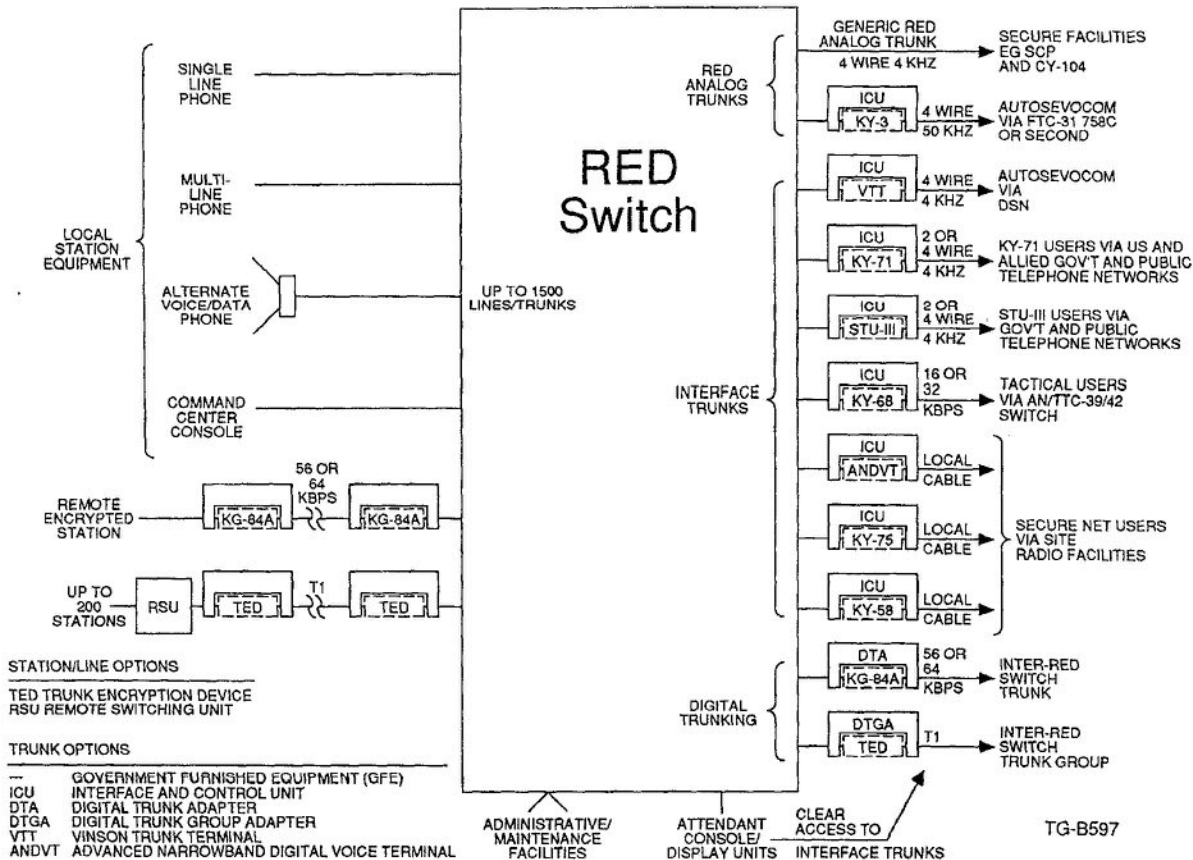 LOCAL
STATION
EQUIPMENT
SINGLE
LINE
PHONE
MULTI-
LINE
PHONE
ALTERNATE
VOICE/DATA
PHONE
COMMAND
CENTER
CONSOLE
REMOTE
ENCRYPTED
STATION
KG-84A
56 OR
64
KBPS
KG-84A
UP TO
200
STATIONS
RSU
TED
T1
TED
RED
Switch
UP TO 1500
LINES/TRUNKS
RED
ANALOG
TRUNKS
GENERIC RED
ANALOG TRUNK
4 WIRE 4 KHZ
SECURE FACILITIES
EG SCP
AND CY-104
ICU
KY-3
4 WIRE
50 KHZ
AUTOSEVOCOM
VIA FTC-31 758C
OR SECOND
INTERFACE
TRUNKS
ICU
VTT
4 WIRE
4 KHZ
AUTOSEVOCOM
VIA
DSN
ICU
KY-71
2 OR
4 WIRE
4 KHZ
KY-71 USERS VIA US AND
ALLIED GOV'T AND PUBLIC
TELEPHONE NETWORKS
ICU
STU-III
2 OR
4 WIRE
4 KHZ
STU-III USERS VIA
GOV'T AND PUBLIC
TELEPHONE NETWORKS
ICU
KY-68
16 OR
32
KBPS
TACTICAL USERS
VIA AN/TTC-39/42
SWITCH
ICU
ANDVT
LOCAL
CABLE
ICU
KY-75
LOCAL
CABLE
ICU
KY-58
LOCAL
CABLE
SECURE NET USERS
VIA SITE
RADIO FACILITIES
DIGITAL
TRUNKING
DTA
KG-84A
56 OR
64
KBPS
INTER-RED
SWITCH
TRUNK
DTGA
TED
T1
INTER-RED
SWITCH
TRUNK GROUP
STATION/LINE OPTIONS
TED TRUNK ENCRYPTION DEVICE
RSU REMOTE SWITCHING UNIT
TRUNK OPTIONS
--- GOVERNMENT FURNISHED EQUIPMENT (GFE)
ICU INTERFACE AND CONTROL UNIT
DTA DIGITAL TRUNK ADAPTER
DTGA DIGITAL TRUNK GROUP ADAPTER
VTT VINSON TRUNK TERMINAL
ANDVT ADVANCED NARROWBAND DIGITAL VOICE TERMINAL
ADMINISTRATIVE/
MAINTENANCE
FACILITIES
ATTENDANT
CONSOLE/
DISPLAY UNITS
CLEAR
ACCESS TO
INTERFACE TRUNKS
TG-B597